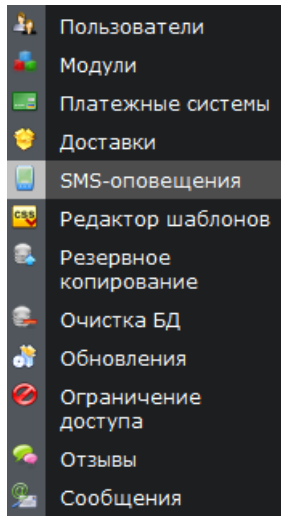 Пользователи
Модули
Платежные системы
Доставки
SMS-оповещения
CSS Редактор шаблонов
Резервное
копирование
Очистка БД
Обновления
Ограничение
доступа
Отзывы
Сообщения